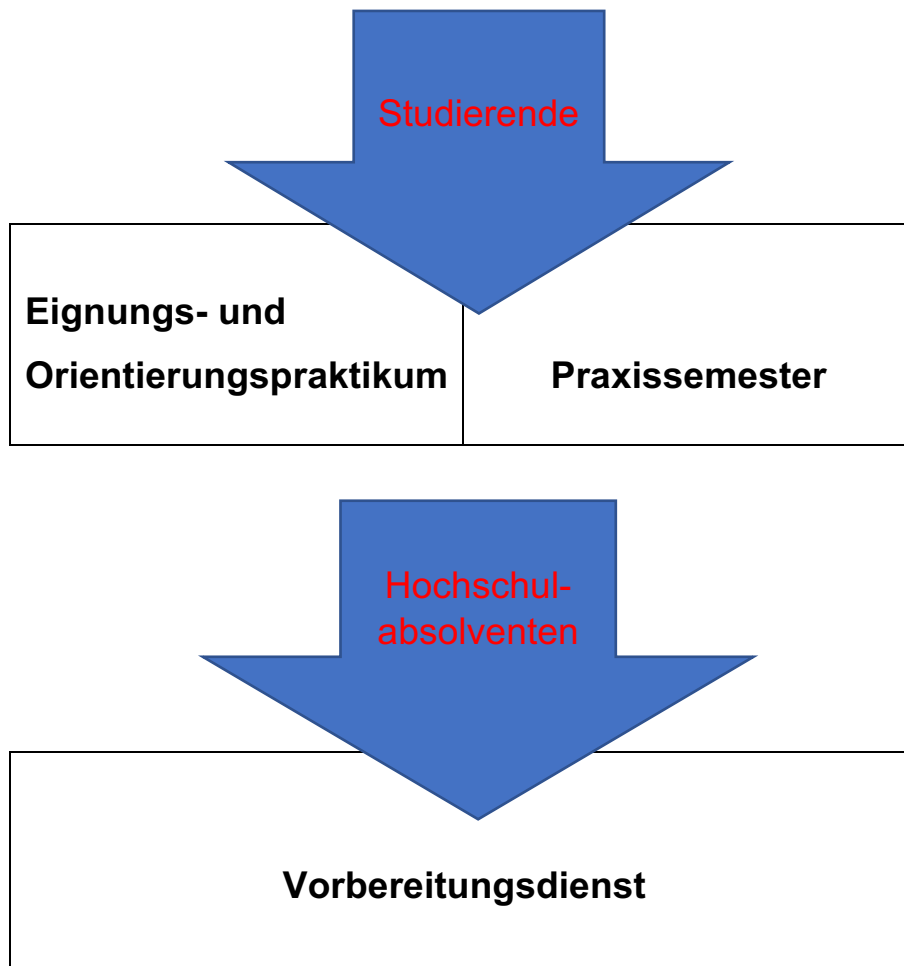 Studierende
Eignungs- und
Orientierungspraktikum
Praxissemester
Hochschul-
absolventen
Vorbereitungsdienst